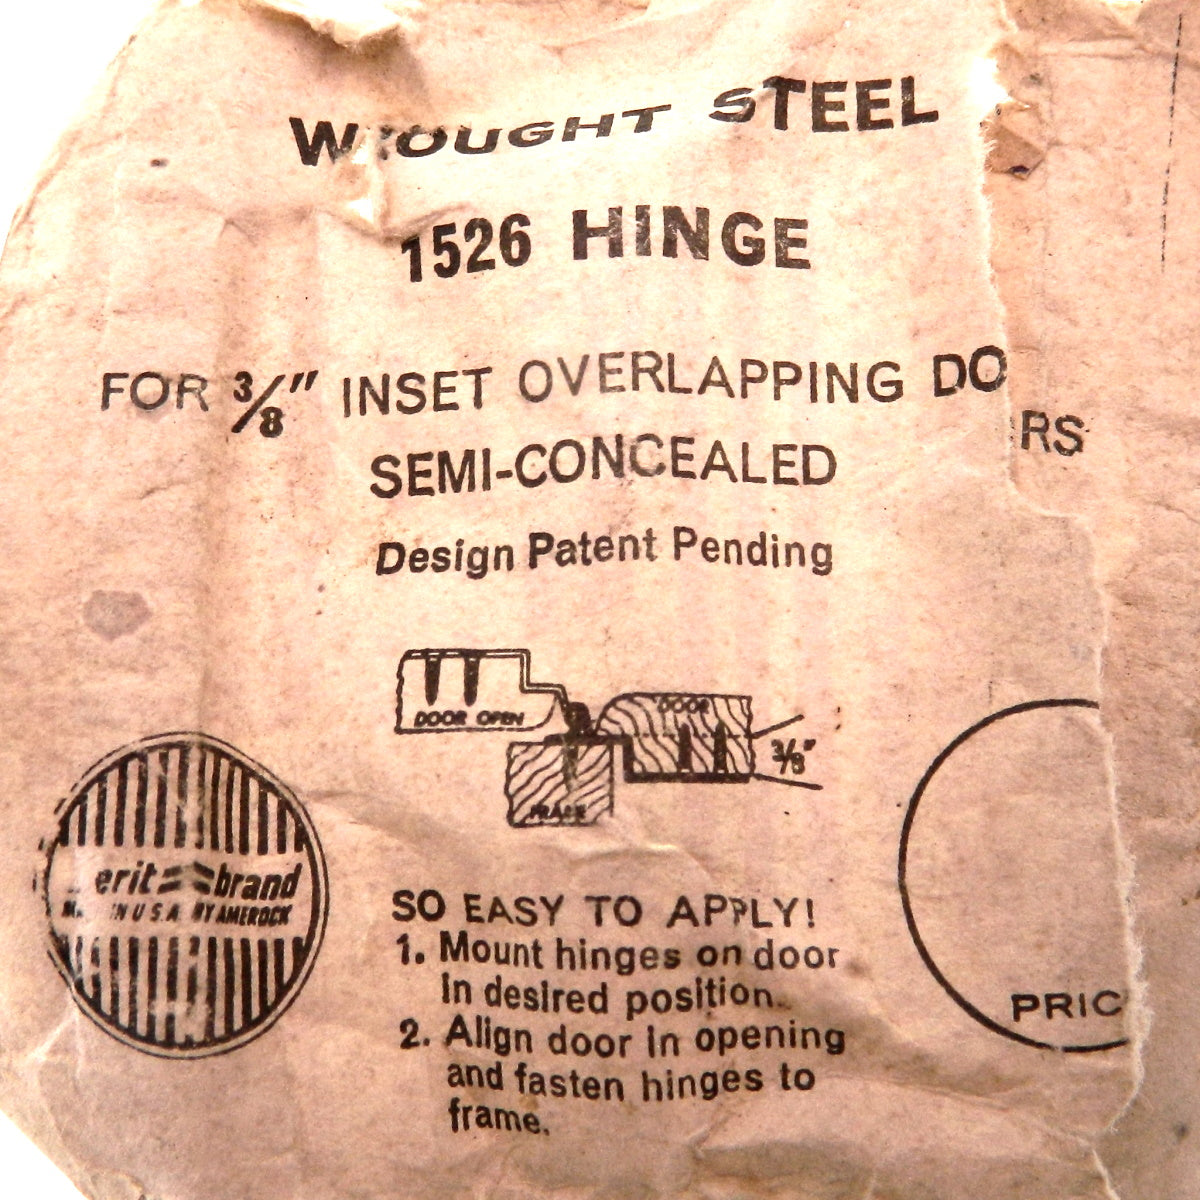 WROUGHT STEEL
1526 HINGE
FOR 3/8" INSET OVERLAPPING DOORS
SEMI-CONCEALED
Design Patent Pending
DOOR OPEN
DOOR
3/8"
FRAME
erit brand
IN U S A BY AMEROCK
SO EASY TO APPLY!
1. Mount hinges on door
in desired position.
2. Align door in opening
and fasten hinges to
frame.
PRIC